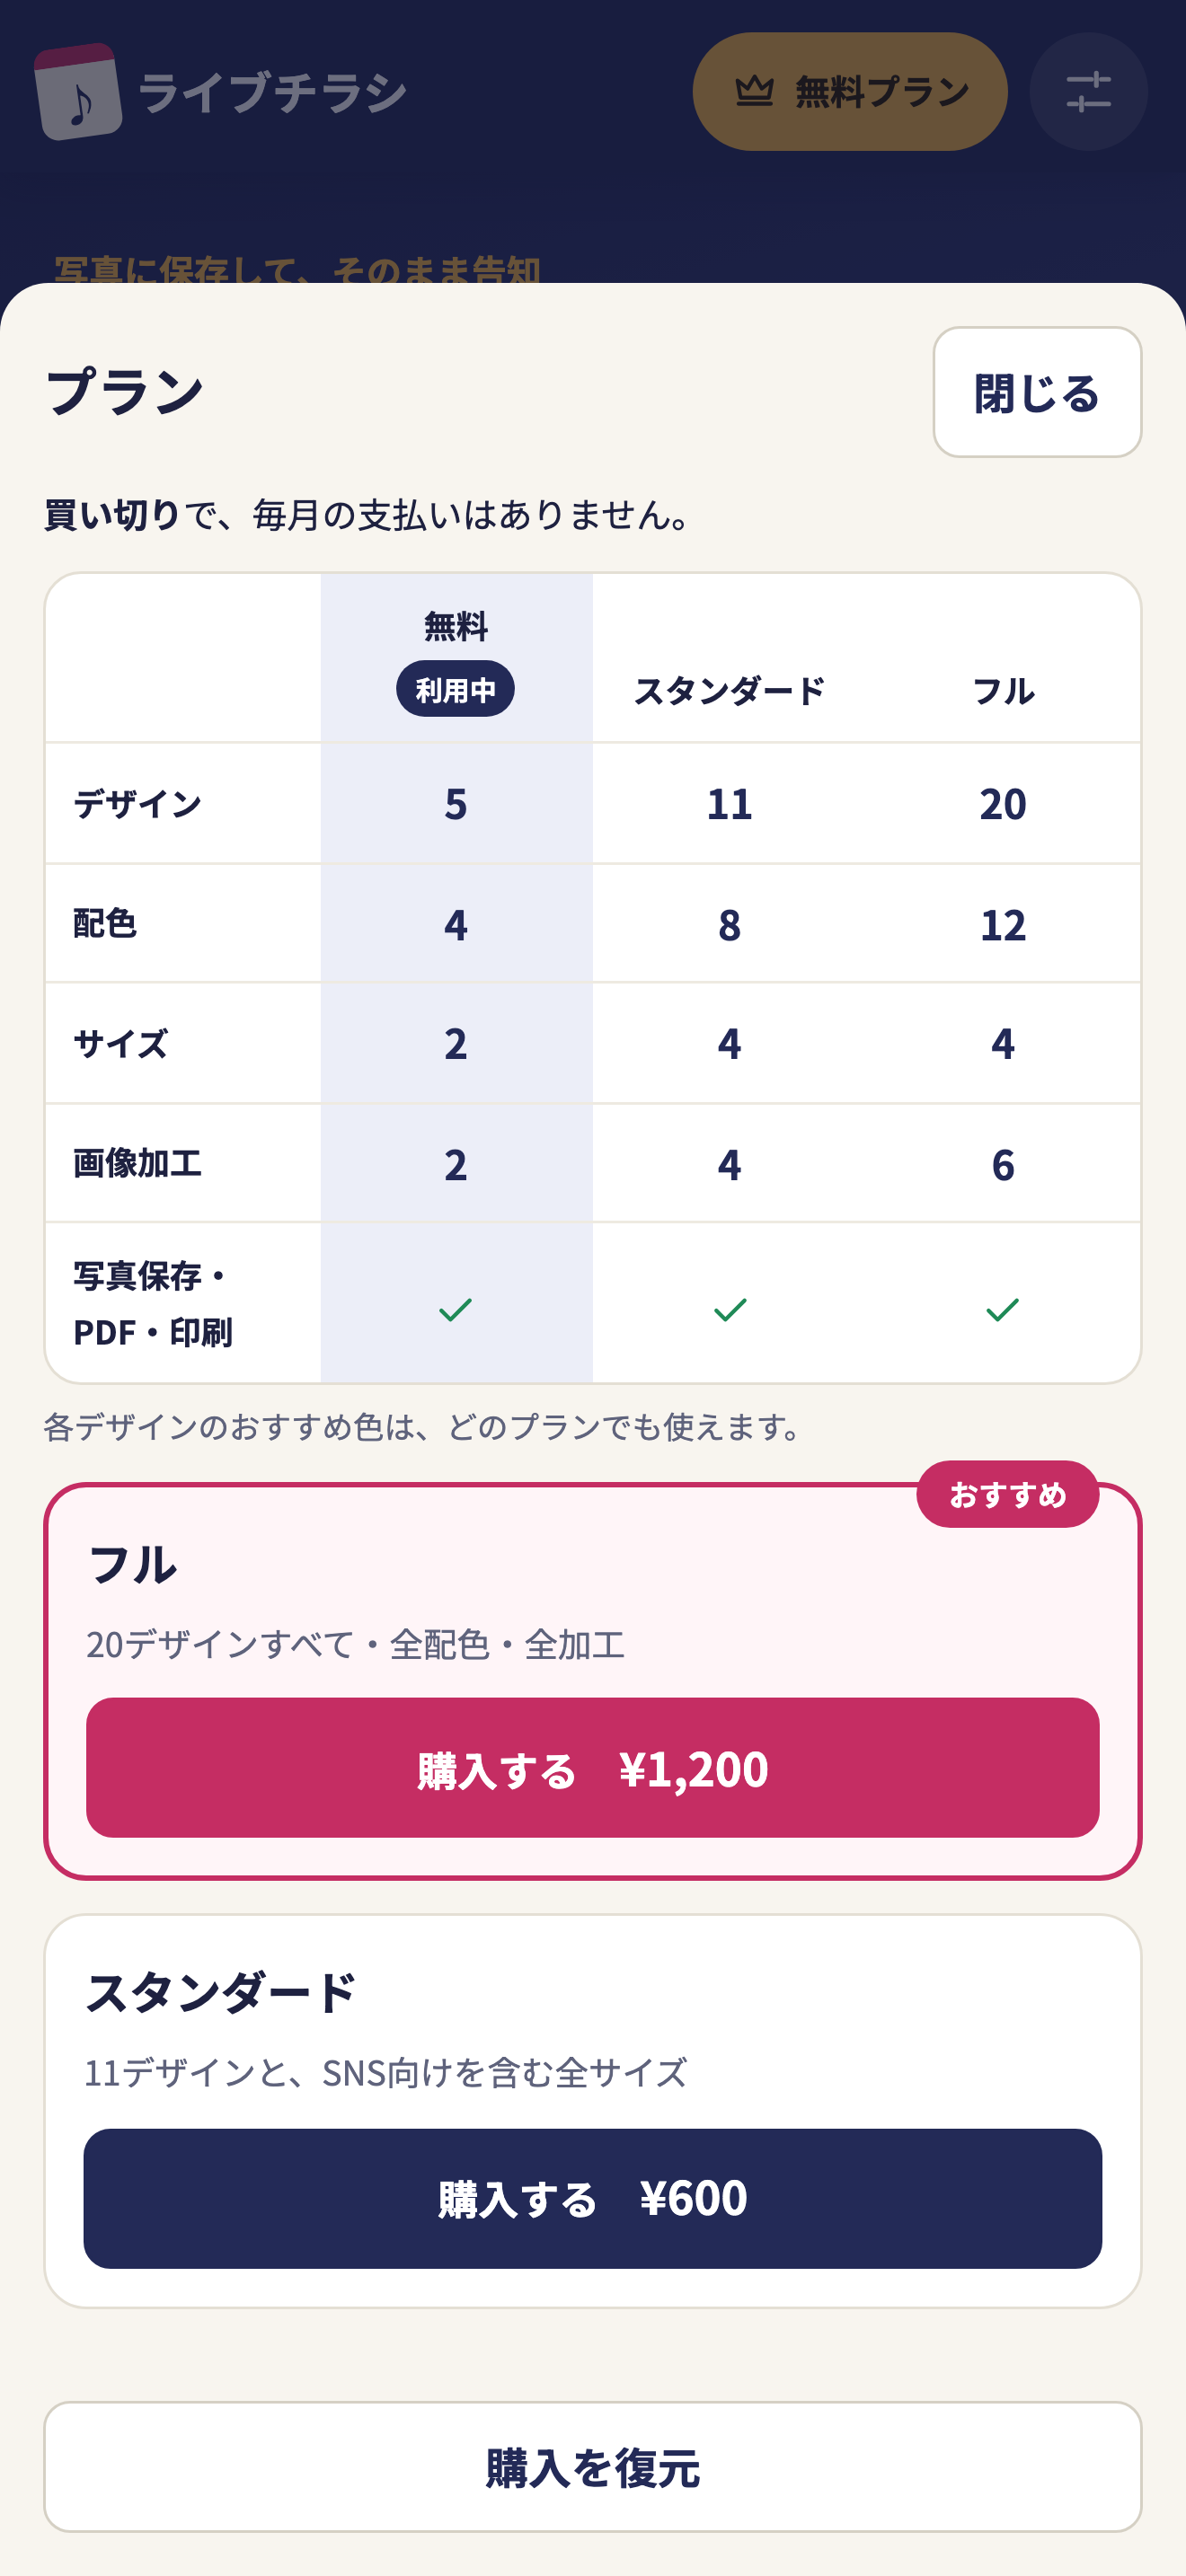 ライブチラシ
無料プラン
写真に保存して、そのまま告知
プラン
閉じる
買い切りで、毎月の支払いはありません。
無料
利用中
スタンダード
フル
デザイン 5 11 20
配色 4 8 12
サイズ 2 4 4
画像加工 2 4 6
写真保存・
PDF・印刷
各デザインのおすすめ色は、どのプランでも使えます。
おすすめ
フル
20デザインすべて・全配色・全加工
購入する ¥1,200
スタンダード
11デザインと、SNS向けを含む全サイズ
購入する ¥600
購入を復元